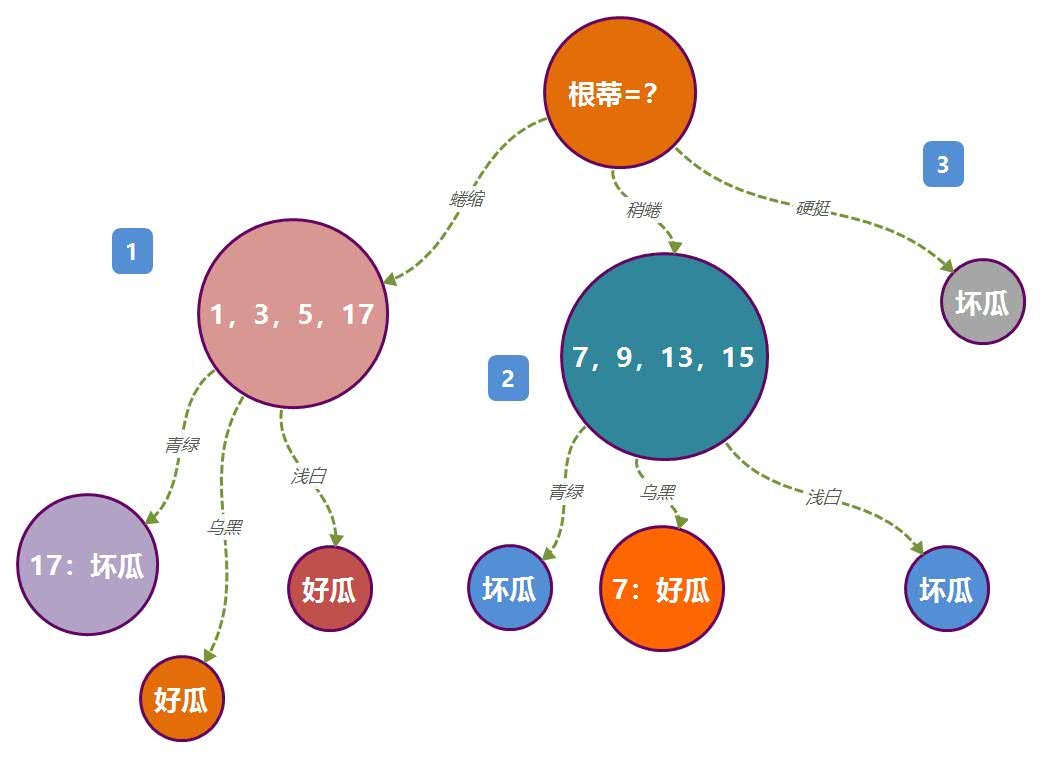 根蒂=?
3
蜷缩
稍蜷
硬挺
1
1，3，5，17
坏瓜
7，9，13，15
2
青绿
乌黑
浅白
青绿
乌黑
浅白
17：坏瓜
好瓜
好瓜
坏瓜
7：好瓜
坏瓜